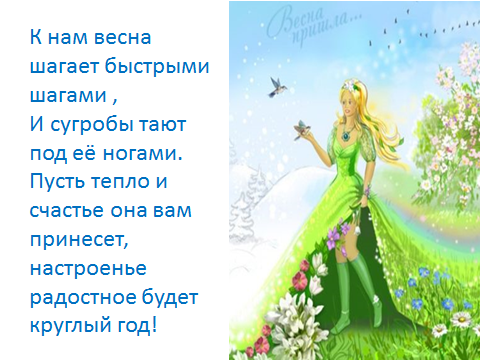 К нам весна
шагает быстрыми
шагами ,
И сугробы тают
под её ногами.
Пусть тепло и
счастье она вам
принесет,
настроенье
радостное будет
круглый год!
Весна
пришла...